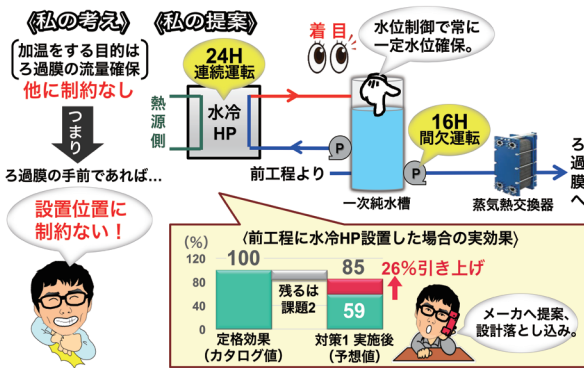 《私の考え》
加温をする目的は
ろ過膜の流量確保
他に制約なし
つまり
ろ過膜の手前であれば…
設置位置に
制約ない！
《私の提案》
24H
連続運転
熱源側
水冷
HP
着目
水位制御で常に
一定水位確保。
P
16H
間欠運転
P
前工程より
一次純水槽
蒸気熱交換器
ろ過膜へ
〈前工程に水冷HP設置した場合の実効果〉
(%)
120
80
40
0
100
残るは
課題2
85
59
26%引き上げ
定格効果
(カタログ値)
対策1 実施後
(予想値)
メーカへ提案、
設計落とし込み。